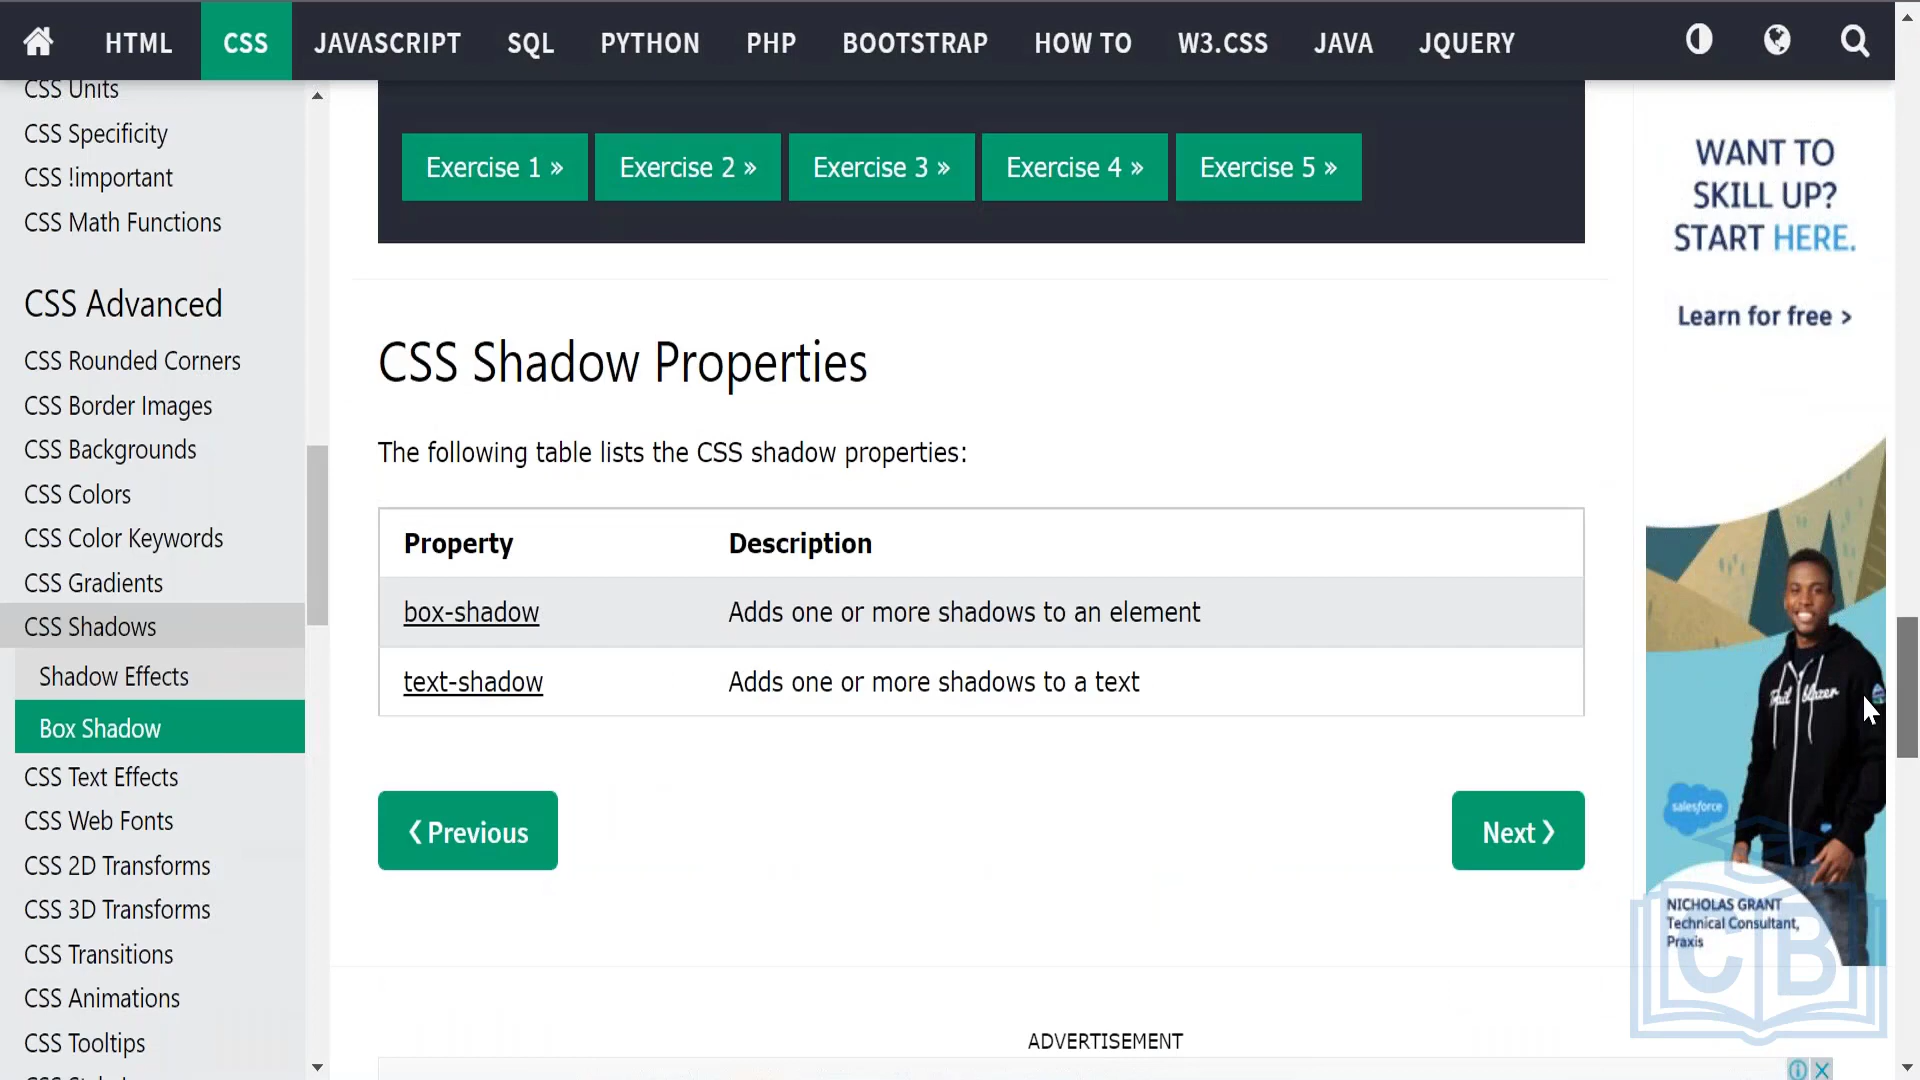 HTML CSS JAVASCRIPT SQL PYTHON PHP BOOTSTRAP HOW TO W3.CSS JAVA JQUERY
CSS Units
CSS Specificity
CSS !important
CSS Math Functions
CSS Advanced
CSS Rounded Corners
CSS Border Images
CSS Backgrounds
CSS Colors
CSS Color Keywords
CSS Gradients
CSS Shadows
Shadow Effects
Box Shadow
CSS Text Effects
CSS Web Fonts
CSS 2D Transforms
CSS 3D Transforms
CSS Transitions
CSS Animations
CSS Tooltips
Exercise 1 » Exercise 2 » Exercise 3 » Exercise 4 » Exercise 5 »
CSS Shadow Properties
The following table lists the CSS shadow properties:
Property Description
box-shadow Adds one or more shadows to an element
text-shadow Adds one or more shadows to a text
❮ Previous Next ❯
ADVERTISEMENT
WANT TO
SKILL UP?
START HERE.
Learn for free >
salesforce
NICHOLAS GRANT
Technical Consultant,
Praxis
CB